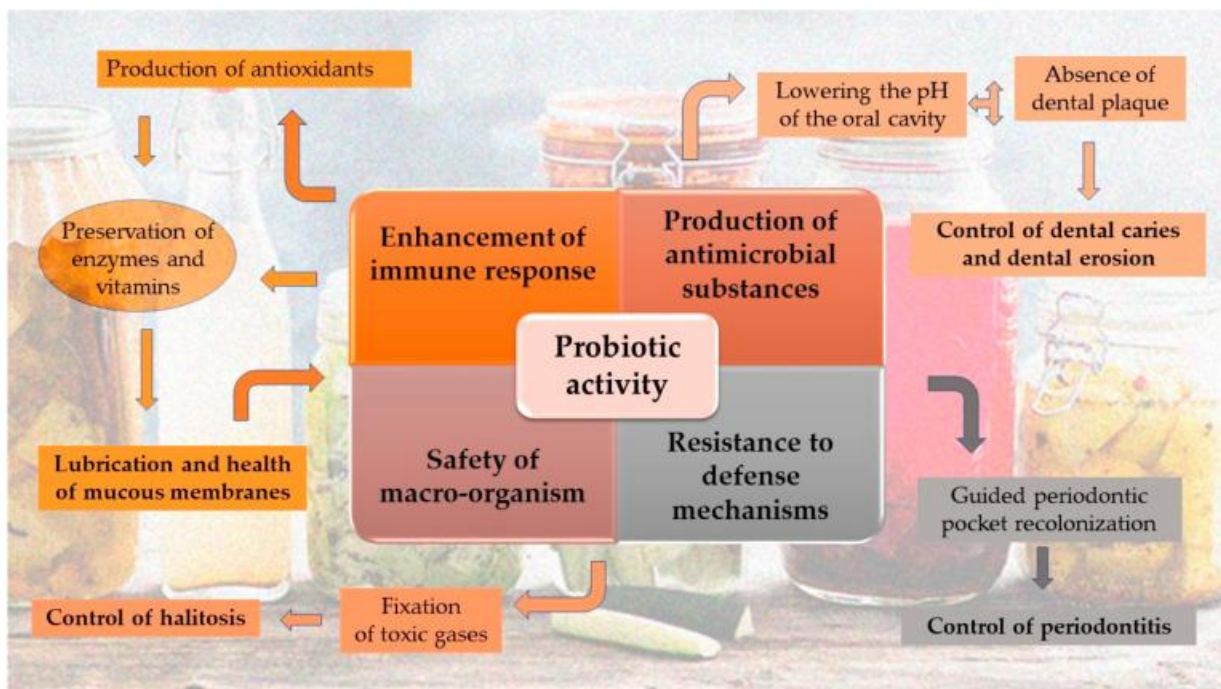 Production of antioxidants
Preservation of
enzymes and
vitamins
Lubrication and health
of mucous membranes
Enhancement of
immune response
Production of
antimicrobial
substances
Probiotic
activity
Safety of
macro-organism
Resistance to
defense
mechanisms
Lowering the pH
of the oral cavity
Absence of
dental plaque
Control of dental caries
and dental erosion
Guided periodontic
pocket recolonization
Control of periodontitis
Fixation
of toxic gases
Control of halitosis